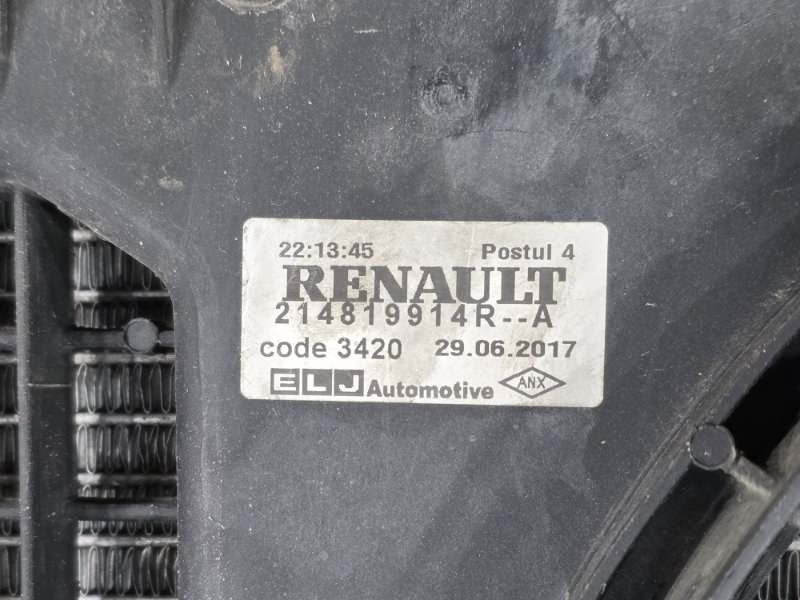 22:13:45 Postul 4
RENAULT
214819914R--A
code 3420 29.06.2017
ELJ Automotive ANX